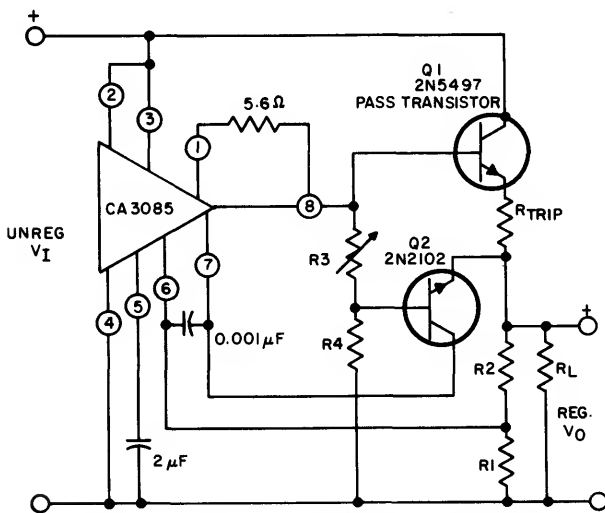 +
Q1
2N5497
PASS TRANSISTOR
2
3
5.6Ω
1
CA3085
8
RTRIP
UNREG
VI
Q2
2N2102
R3
7
6
4
5
0.001µF
R4
+
R2
RL
REG.
VO
2µF
R1